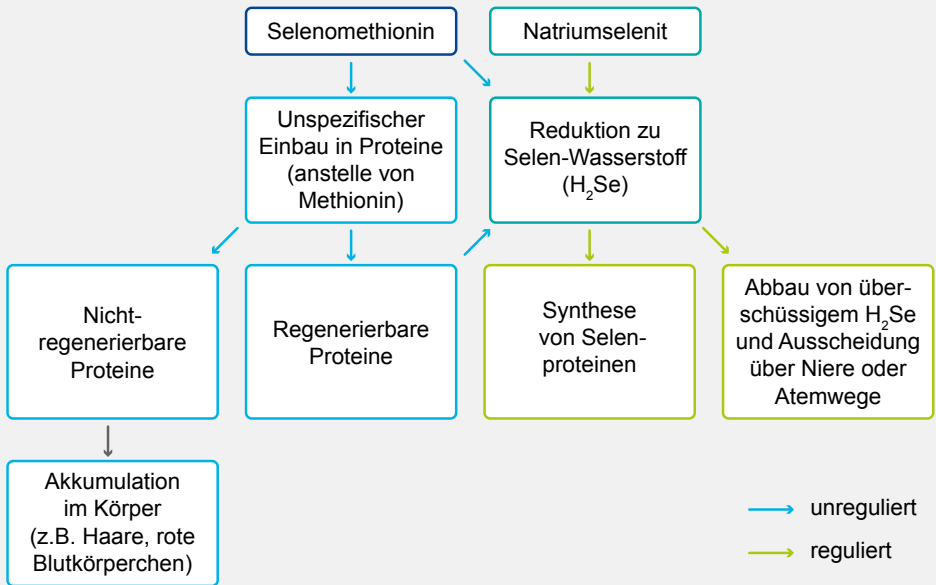 Selenomethionin
Natriumselenit
Unspezifischer
Einbau in Proteine
(anstelle von
Methionin)
Reduktion zu
Selen-Wasserstoff
(H₂Se)
Nicht-
regenerierbare
Proteine
Regenerierbare
Proteine
Synthese
von Selen-
proteinen
Abbau von über-
schüssigem H₂Se
und Ausscheidung
über Niere oder
Atemwege
Akkumulation
im Körper
(z.B. Haare, rote
Blutkörperchen)
unreguliert
reguliert